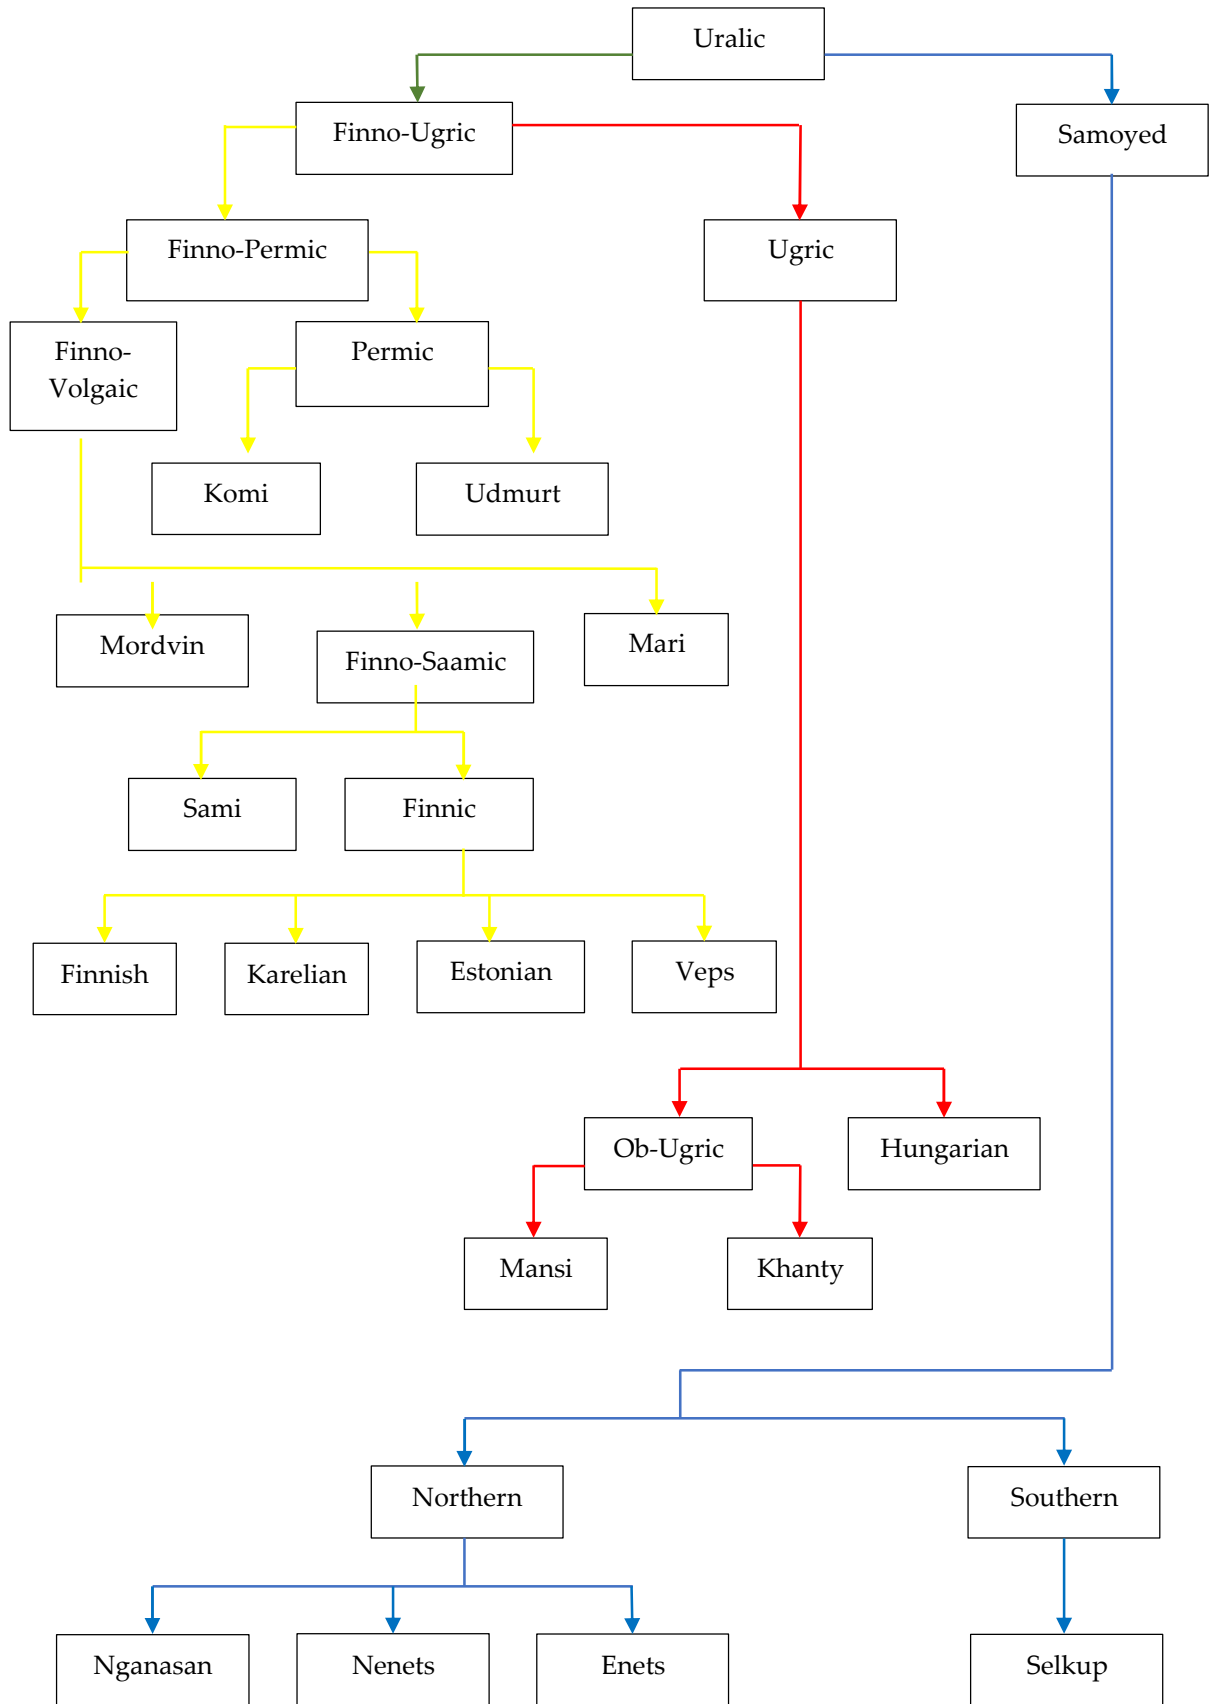 Uralic
Finno-Ugric
Samoyed
Finno-Permic
Ugric
Finno-
Volgaic
Permic
Komi
Udmurt
Mordvin
Finno-Saamic
Mari
Sami
Finnic
Finnish
Karelian
Estonian
Veps
Ob-Ugric
Hungarian
Mansi
Khanty
Northern
Southern
Nganasan
Nenets
Enets
Selkup